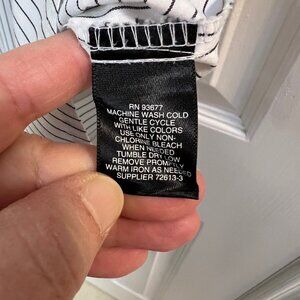 RN 93677
MACHINE WASH COLD
GENTLE CYCLE
WITH LIKE COLORS
USE ONLY NON-
CHLORINE BLEACH
WHEN NEEDED
TUMBLE DRY LOW
REMOVE PROMPTLY
WARM IRON AS NEEDED
SUPPLIER 72613-3